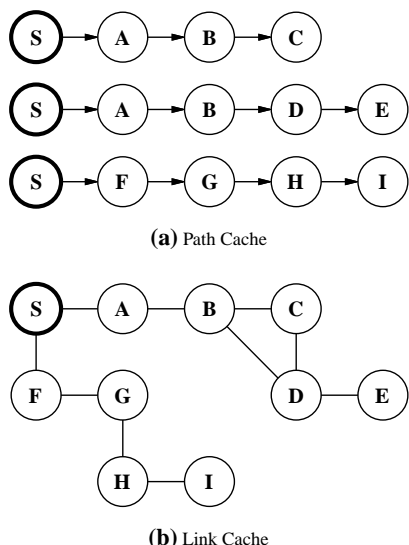 S A B C
S A B D E
S F G H I
(a) Path Cache
S A B C
F G D E
H I
(b) Link Cache